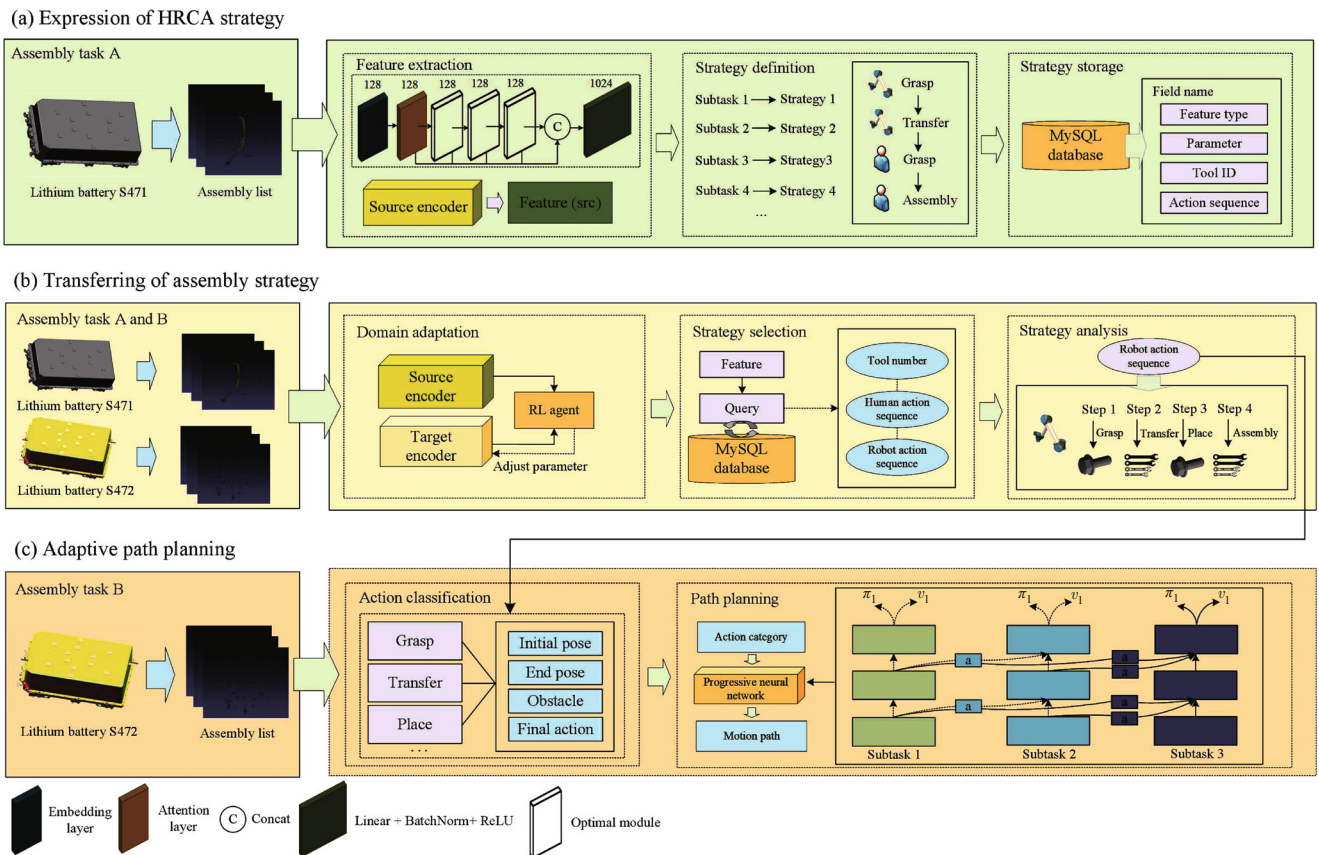 (a) Expression of HRCA strategy
Assembly task A
Lithium battery S471
Assembly list
Feature extraction
128
128
128
128
128
1024
C
Source encoder
Feature (src)
Strategy definition
Subtask 1
Strategy 1
Subtask 2
Strategy 2
Subtask 3
Strategy3
Subtask 4
Strategy 4
...
Grasp
Transfer
Grasp
Assembly
Strategy storage
MySQL
database
Field name
Feature type
Parameter
Tool ID
Action sequence
(b) Transferring of assembly strategy
Assembly task A and B
Lithium battery S471
Lithium battery S472
Domain adaptation
Source
encoder
Target
encoder
RL agent
Adjust parameter
Strategy selection
Feature
Query
MySQL
database
Tool number
Human action
sequence
Robot action
sequence
Strategy analysis
Robot action
sequence
Step 1
Step 2
Step 3
Step 4
Grasp
Transfer
Place
Assembly
(c) Adaptive path planning
Assembly task B
Lithium battery S472
Assembly list
Action classification
Grasp
Transfer
Place
...
Initial pose
End pose
Obstacle
Final action
Path planning
Action category
Progressive neural
network
Motion path
π1
v1
π1
v1
π1
v1
a
a
a
a
a
a
Subtask 1
Subtask 2
Subtask 3
Embedding
layer
Attention
layer
C
Concat
Linear + BatchNorm+ ReLU
Optimal module